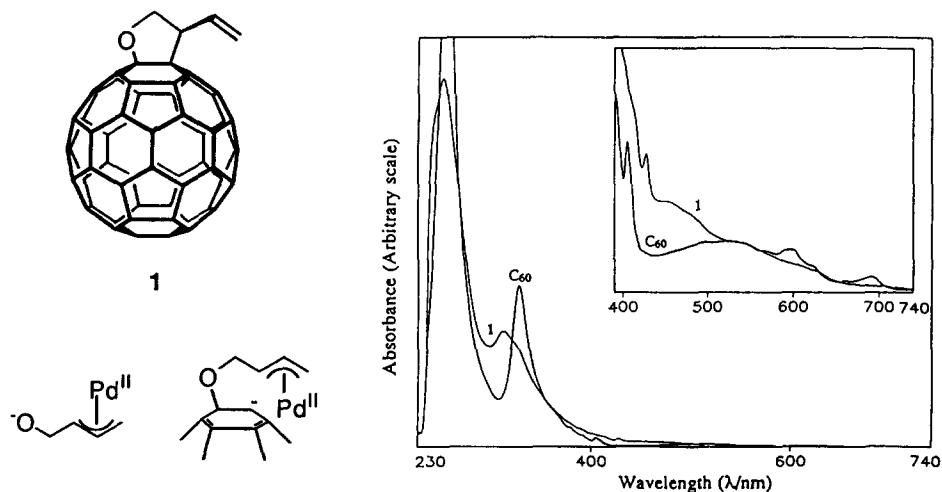 O
1
Pd^II
⁻O
O
-
Pd^II
Absorbance (Arbitrary scale)
C₆₀
1
230 400 600 740
Wavelength (λ/nm)
1
C₆₀
400 500 600 700 740